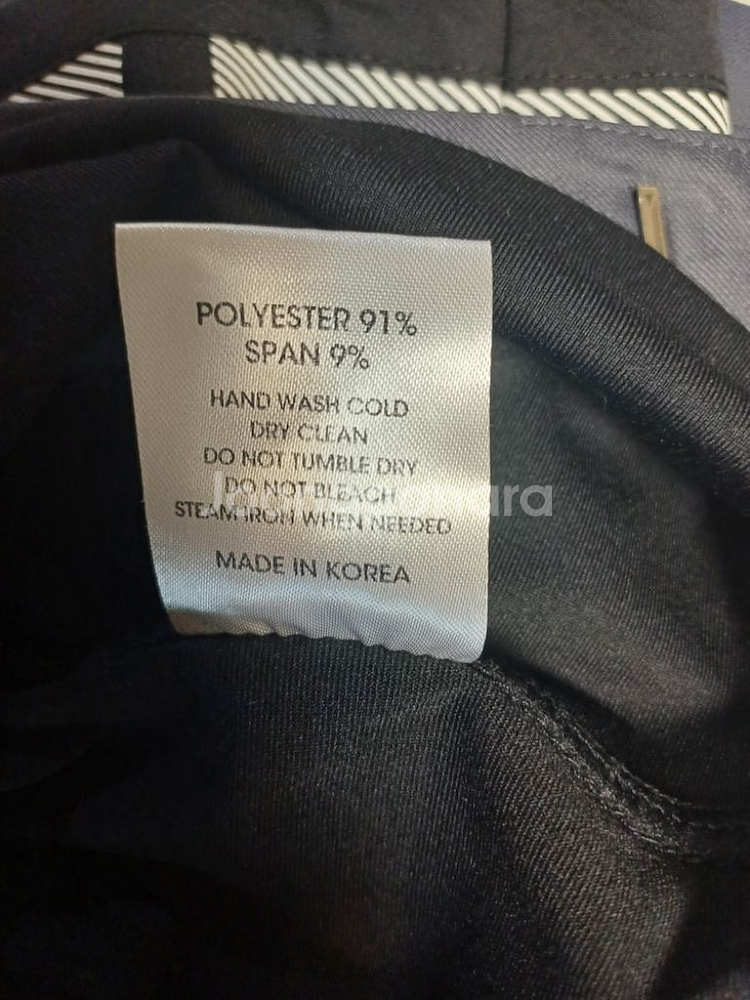 POLYESTER 91%
SPAN 9%
HAND WASH COLD
DRY CLEAN
DO NOT TUMBLE DRY
DO NOT BLEACH
STEAM IRON WHEN NEEDED
MADE IN KOREA